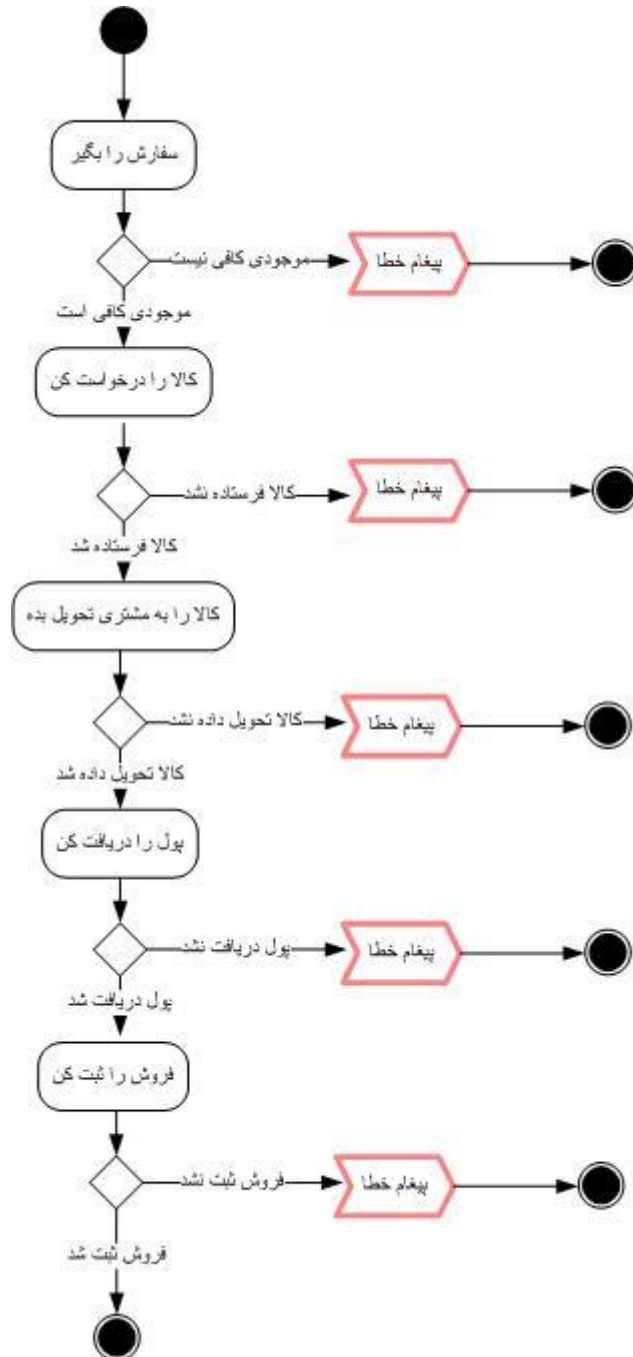 سفارش را بگیر
موجودی کافی نیست
پیغام خطا
موجودی کافی است
کالا را درخواست کن
کالا فرستاده نشد
پیغام خطا
کالا فرستاده شد
کالا را به مشتری تحویل بده
کالا تحویل داده نشد
پیغام خطا
کالا تحویل داده شد
پول را دریافت کن
پول دریافت نشد
پیغام خطا
پول دریافت شد
فروش را ثبت کن
فروش ثبت نشد
پیغام خطا
فروش ثبت شد